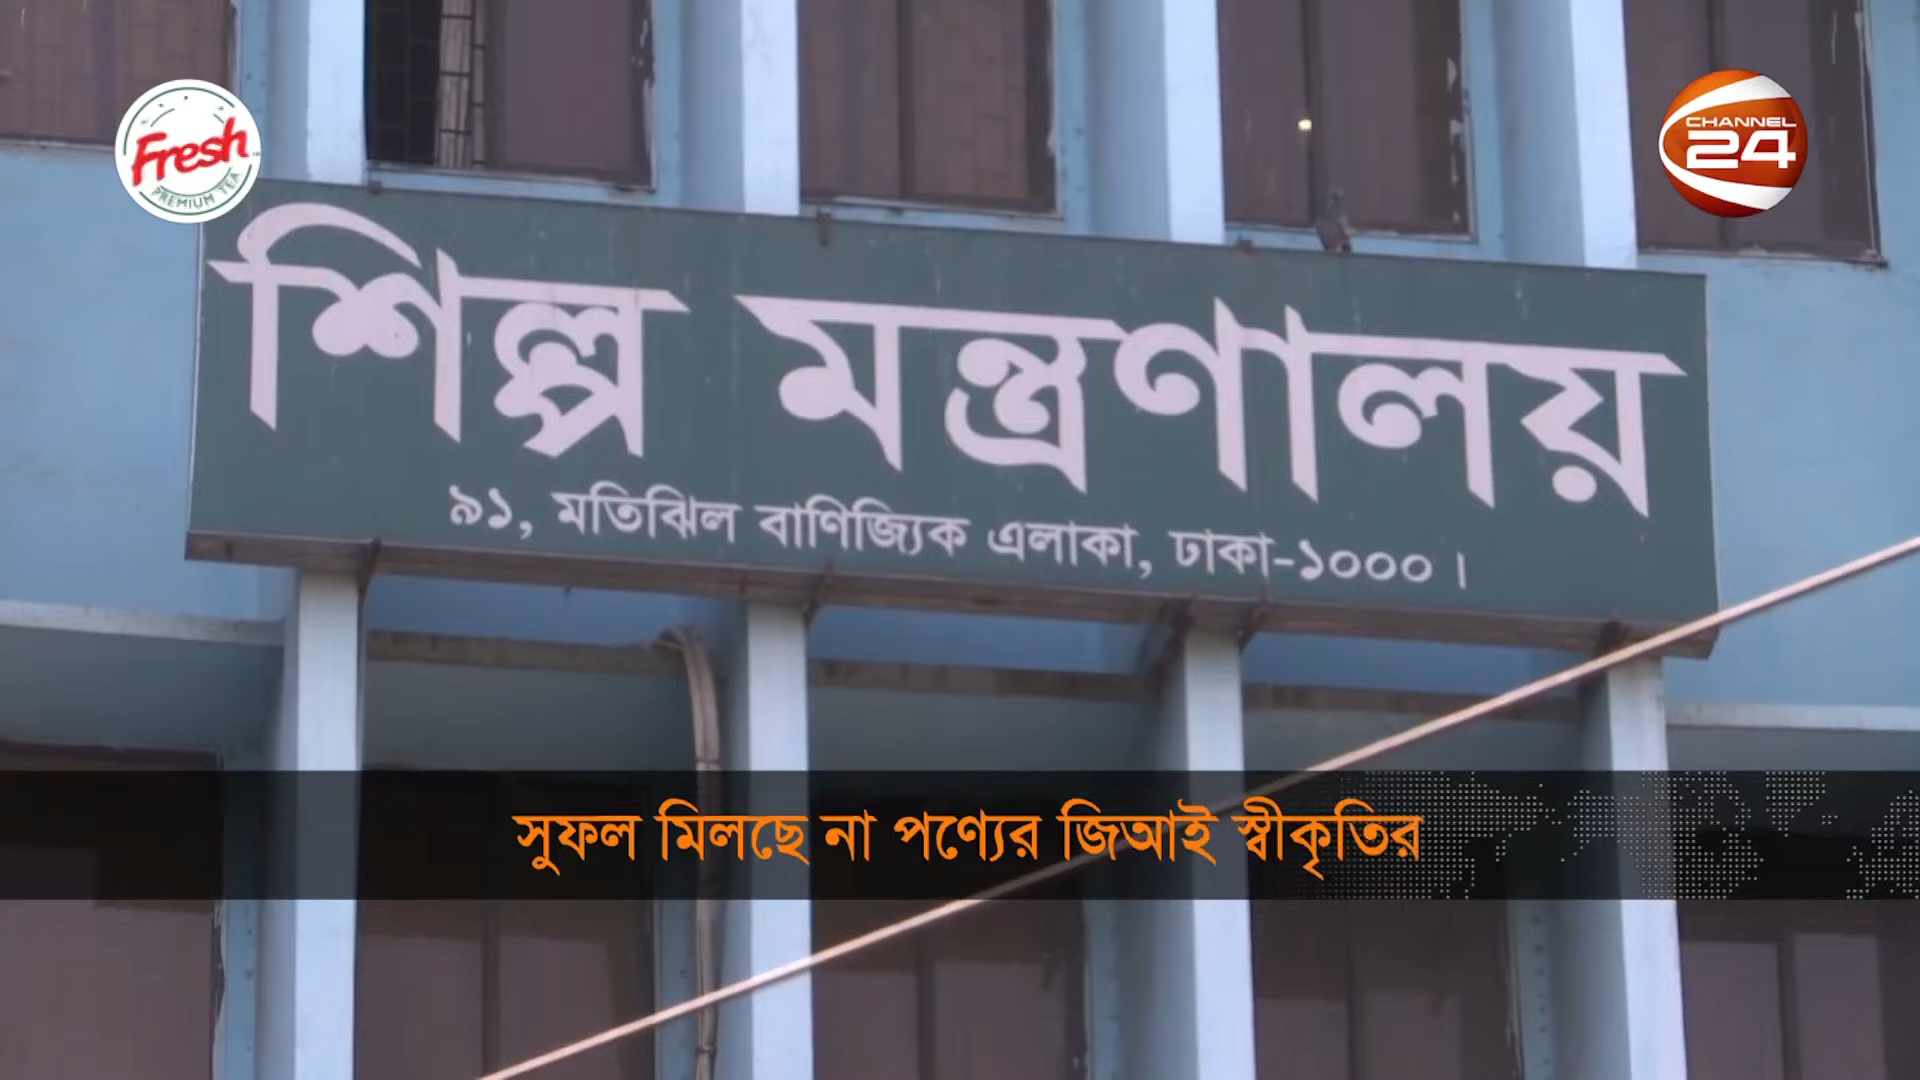 Fresh
PREMIUM TEA
CHANNEL
24
শিল্প মন্ত্রণালয়
৯১, মতিঝিল বাণিজ্যিক এলাকা, ঢাকা-১০০০।
সুফল মিলছে না পণ্যের জিআই স্বীকৃতির